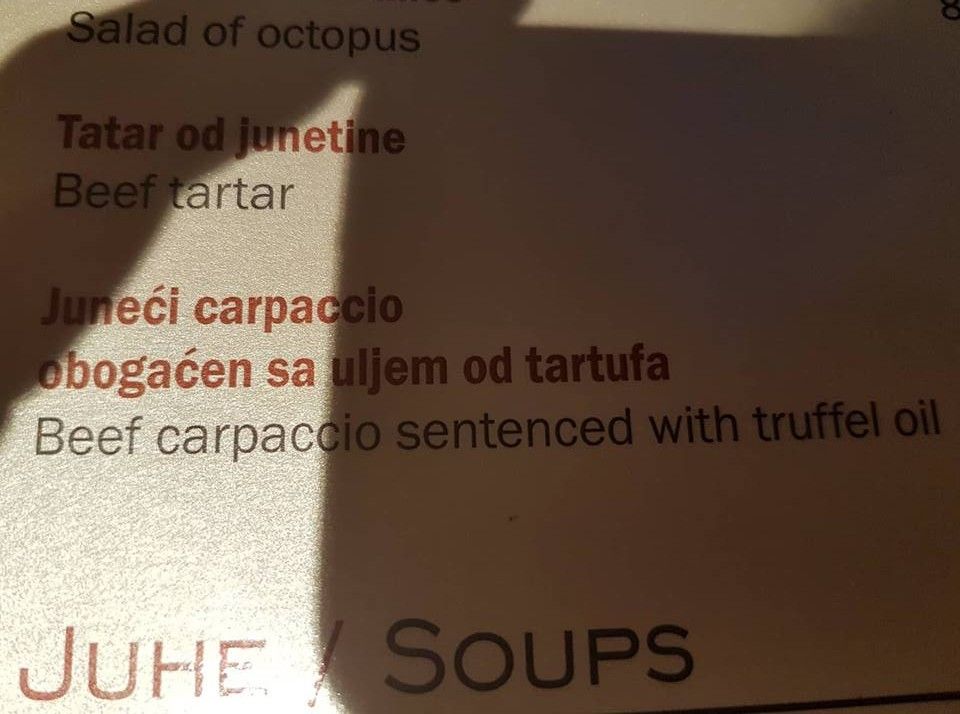 Salad of octopus
Tatar od junetine
Beef tartar
Juneći carpaccio
obogaćen sa uljem od tartufa
Beef carpaccio sentenced with truffel oil
JUHE / SOUPS